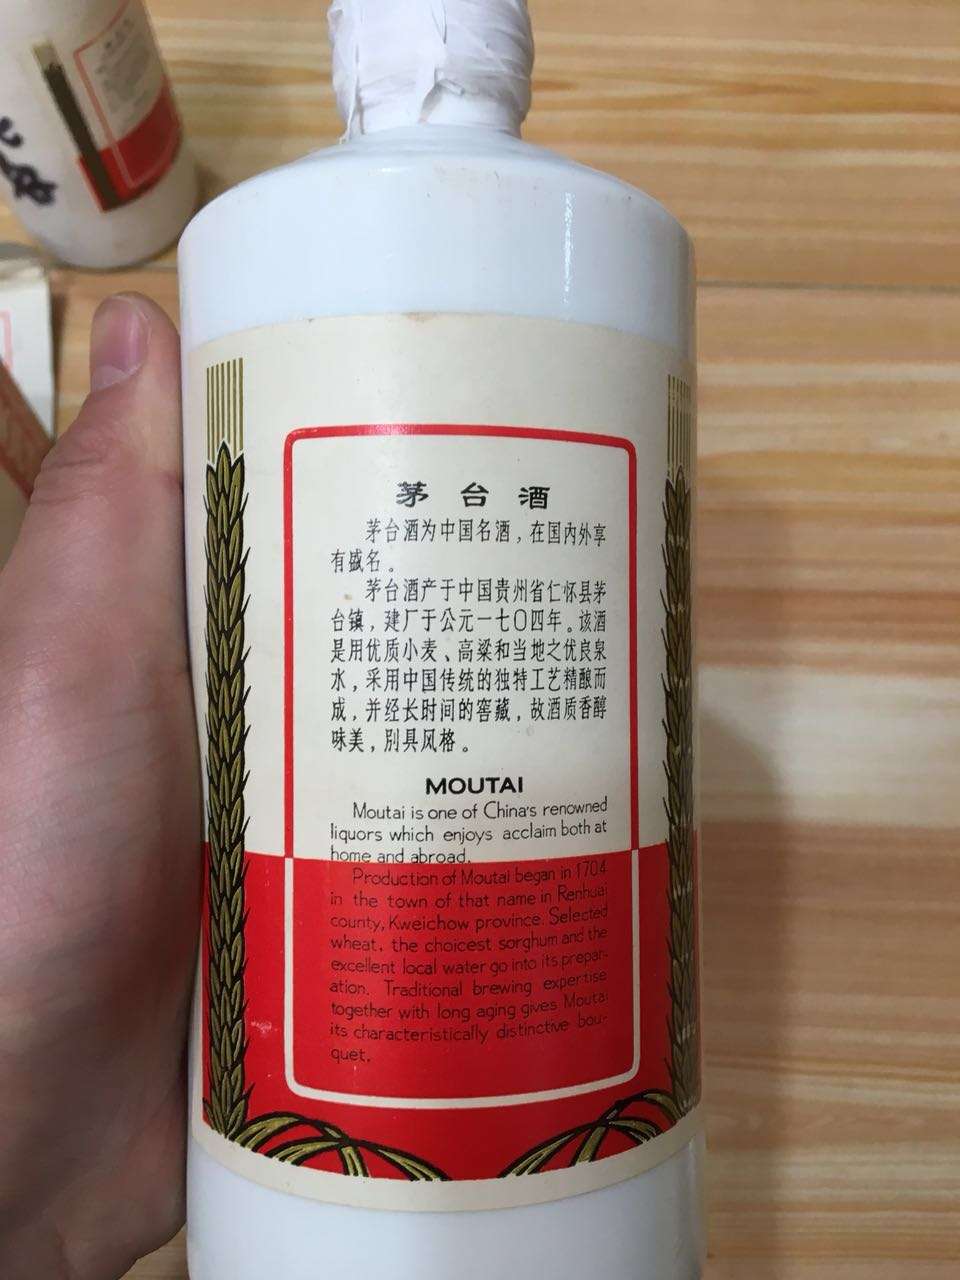 茅台酒
茅台酒为中国名酒，在国内外享
有盛名。
茅台酒产于中国贵州省仁怀县茅
台镇，建厂于公元一七〇四年。该酒
是用优质小麦、高粱和当地之优良泉
水，采用中国传统的独特工艺精酿而
成，并经长时间的窖藏，故酒质香醇
味美，别具风格。
MOUTAI
Moutai is one of China's renowned
liquors which enjoys acclaim both at
home and abroad.
Production of Moutai began in 1704
in the town of that name in Renhuai
county, Kweichow province. Selected
wheat, the choicest sorghum and the
excellent local water go into its prepar-
ation. Traditional brewing expertise
together with long aging gives Moutai
its characteristically distinctive bou-
quet.